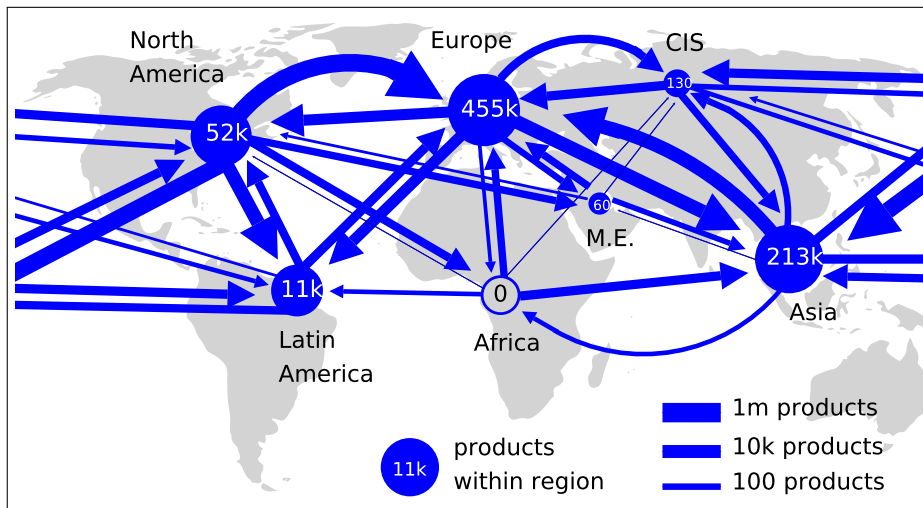 North
America
Europe
CIS
130
455k
52k
60
M.E.
213k
11k
0
Asia
Latin
America
Africa
1m products
10k products
100 products
11k
products
within region